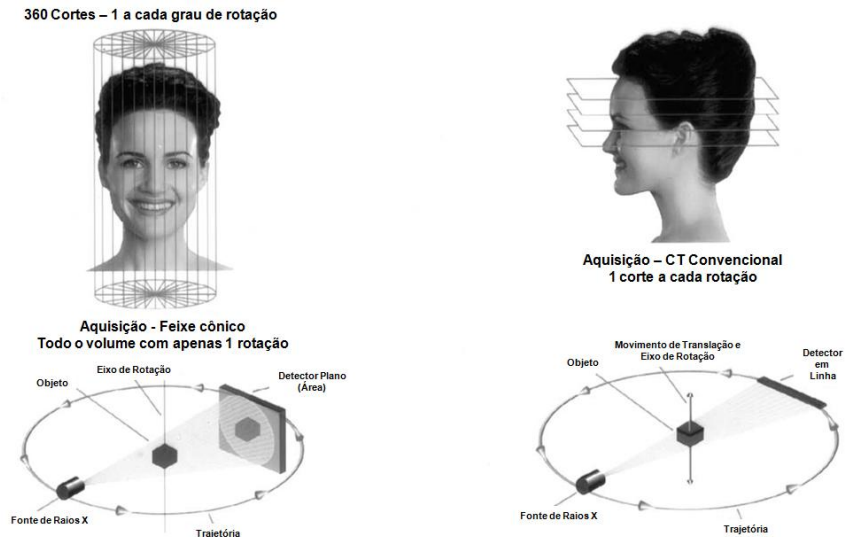 360 Cortes – 1 a cada grau de rotação
Aquisição - Feixe cônico
Todo o volume com apenas 1 rotação
Aquisição – CT Convencional
1 corte a cada rotação
Eixo de Rotação
Objeto
Detector Plano
(Área)
Fonte de Raios X
Trajetória
Movimento de Translação e
Eixo de Rotação
Objeto
Detector
em
Linha
Fonte de Raios X
Trajetória